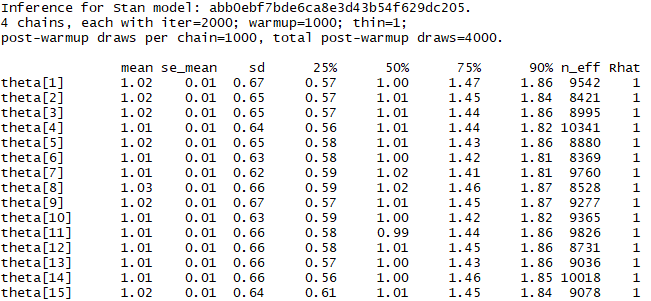 Inference for Stan model: abb0ebf7bde6ca8e3d43b54f629dc205.
4 chains, each with iter=2000; warmup=1000; thin=1;
post-warmup draws per chain=1000, total post-warmup draws=4000.
mean se_mean sd 25% 50% 75% 90% n_eff Rhat
theta[1] 1.02 0.01 0.67 0.57 1.00 1.47 1.86 9542 1
theta[2] 1.02 0.01 0.65 0.57 1.01 1.45 1.84 8421 1
theta[3] 1.02 0.01 0.65 0.57 1.01 1.44 1.86 8995 1
theta[4] 1.01 0.01 0.64 0.56 1.01 1.44 1.82 10341 1
theta[5] 1.02 0.01 0.65 0.58 1.01 1.43 1.86 8880 1
theta[6] 1.01 0.01 0.63 0.58 1.00 1.42 1.81 8369 1
theta[7] 1.01 0.01 0.62 0.59 1.02 1.41 1.81 9760 1
theta[8] 1.03 0.01 0.66 0.59 1.02 1.46 1.87 8528 1
theta[9] 1.02 0.01 0.67 0.57 1.01 1.45 1.87 9277 1
theta[10] 1.01 0.01 0.63 0.59 1.00 1.42 1.82 9365 1
theta[11] 1.01 0.01 0.66 0.58 0.99 1.44 1.86 9826 1
theta[12] 1.01 0.01 0.66 0.58 1.01 1.45 1.86 8731 1
theta[13] 1.01 0.01 0.66 0.57 1.00 1.43 1.86 9036 1
theta[14] 1.01 0.01 0.66 0.56 1.00 1.46 1.85 10018 1
theta[15] 1.02 0.01 0.64 0.61 1.01 1.45 1.84 9078 1